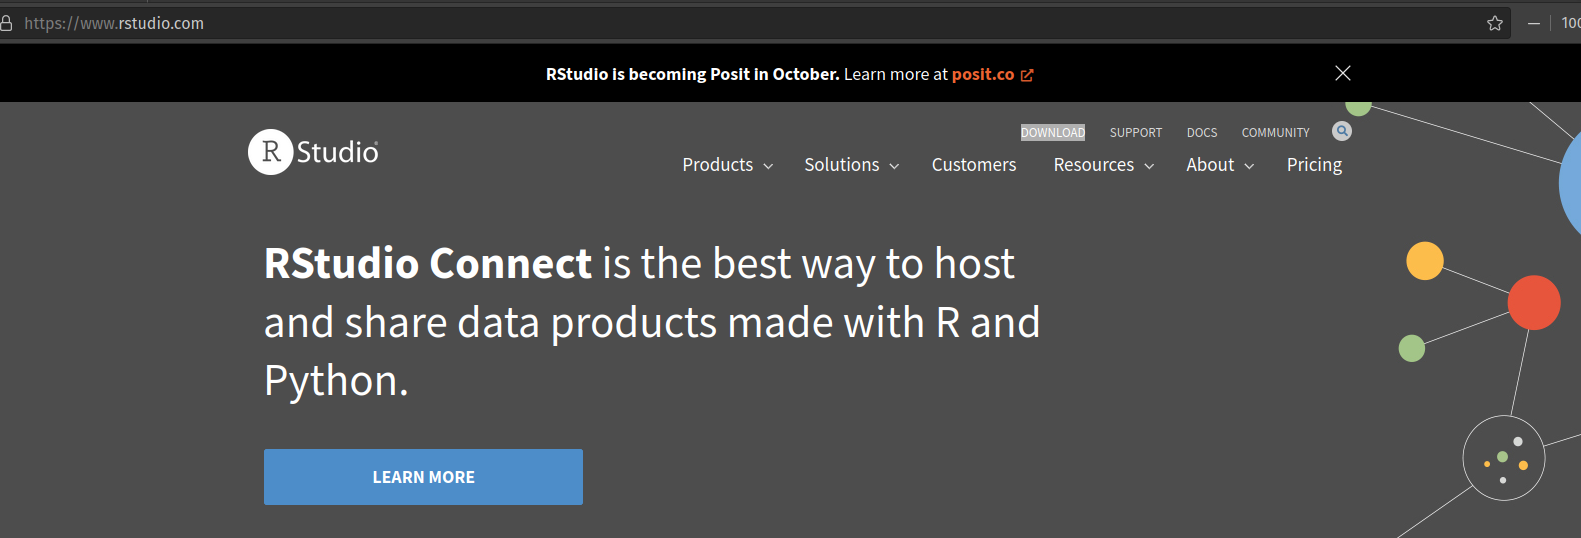 https://www.rstudio.com
100
RStudio is becoming Posit in October. Learn more at posit.co
DOWNLOAD SUPPORT DOCS COMMUNITY
R Studio®
Products Solutions Customers Resources About Pricing
RStudio Connect is the best way to host
and share data products made with R and
Python.
LEARN MORE